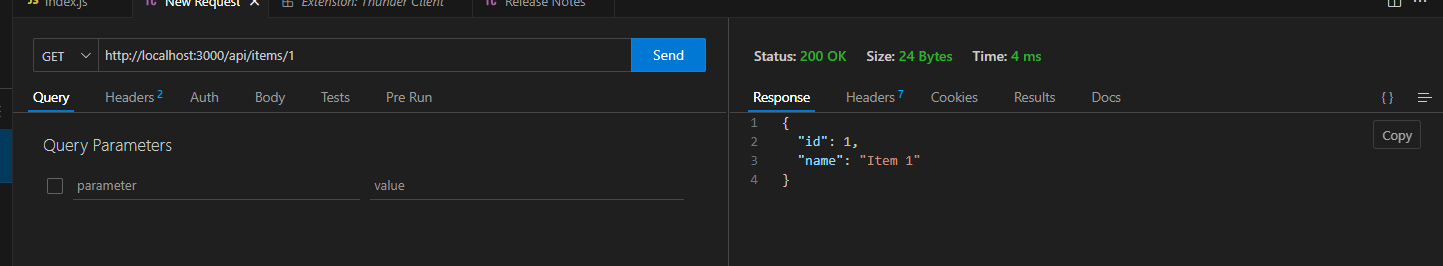 index.js New Request Extension: Thunder Client Release Notes
GET http://localhost:3000/api/items/1 Send
Status: 200 OK Size: 24 Bytes Time: 4 ms
Query Headers 2 Auth Body Tests Pre Run
Response Headers 7 Cookies Results Docs {} 
Query Parameters
parameter value
1 {
2 "id": 1,
3 "name": "Item 1"
4 }
Copy